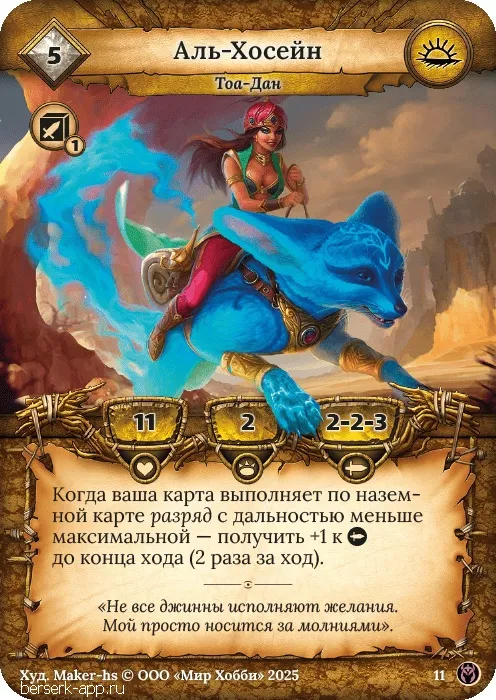 5
Аль-Хосейн
Тоа-Дан
1
11
2
2-2-3
Когда ваша карта выполняет по назем-
ной карте разряд с дальностью меньше
максимальной — получить +1 к
до конца хода (2 раза за ход).
«Не все джинны исполняют желания.
Мой просто носится за молниями».
Худ. Maker-hs © ООО «Мир Хобби» 2025
11
berserk-app.ru